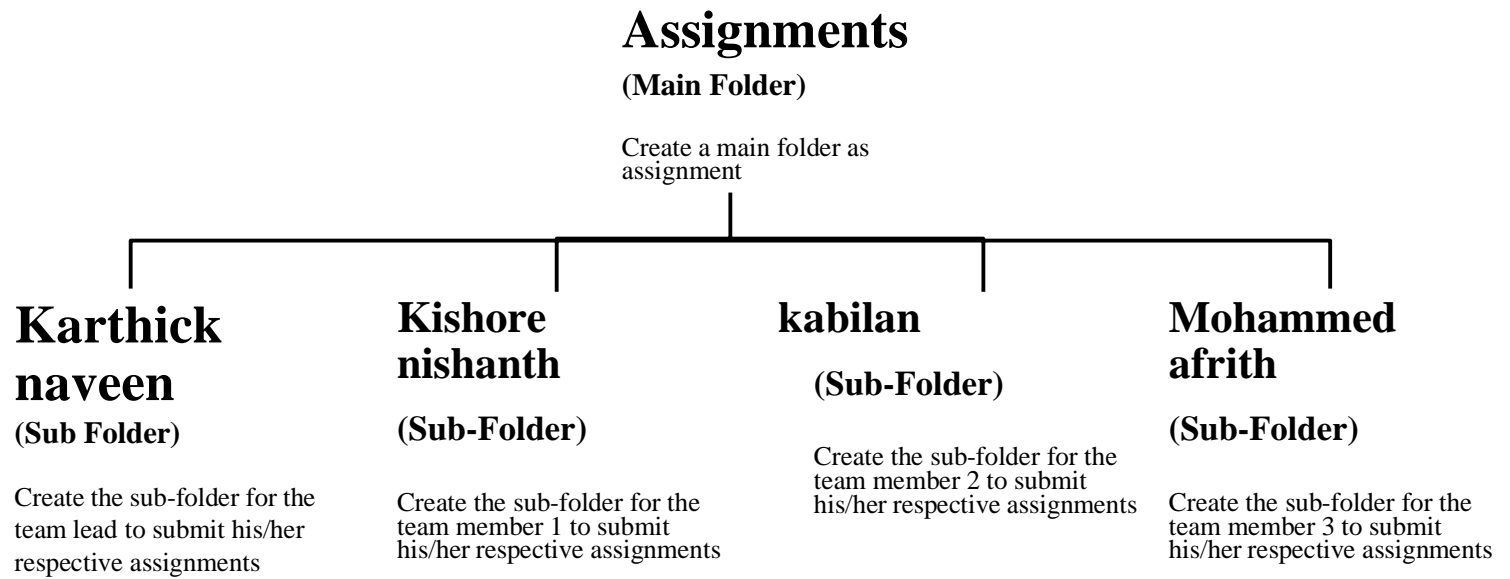 Assignments
(Main Folder)
Create a main folder as
assignment
Karthick
naveen
(Sub Folder)
Create the sub-folder for the
team lead to submit his/her
respective assignments
Kishore
nishanth
(Sub-Folder)
Create the sub-folder for the
team member 1 to submit
his/her respective assignments
kabilan
(Sub-Folder)
Create the sub-folder for the
team member 2 to submit
his/her respective assignments
Mohammed
afrith
(Sub-Folder)
Create the sub-folder for the
team member 3 to submit
his/her respective assignments